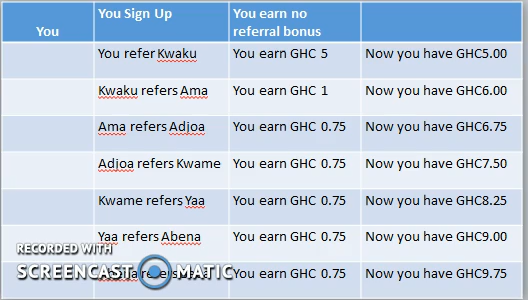 You You Sign Up You earn no
referral bonus
You refer Kwaku You earn GHC 5 Now you have GHC5.00
Kwaku refers Ama You earn GHC 1 Now you have GHC6.00
Ama refers Adjoa You earn GHC 0.75 Now you have GHC6.75
Adjoa refers Kwame You earn GHC 0.75 Now you have GHC7.50
Kwame refers Yaa You earn GHC 0.75 Now you have GHC8.25
Yaa refers Abena You earn GHC 0.75 Now you have GHC9.00
RECORDED WITH
SCREENCAST MATIC
You earn GHC 0.75 Now you have GHC9.75